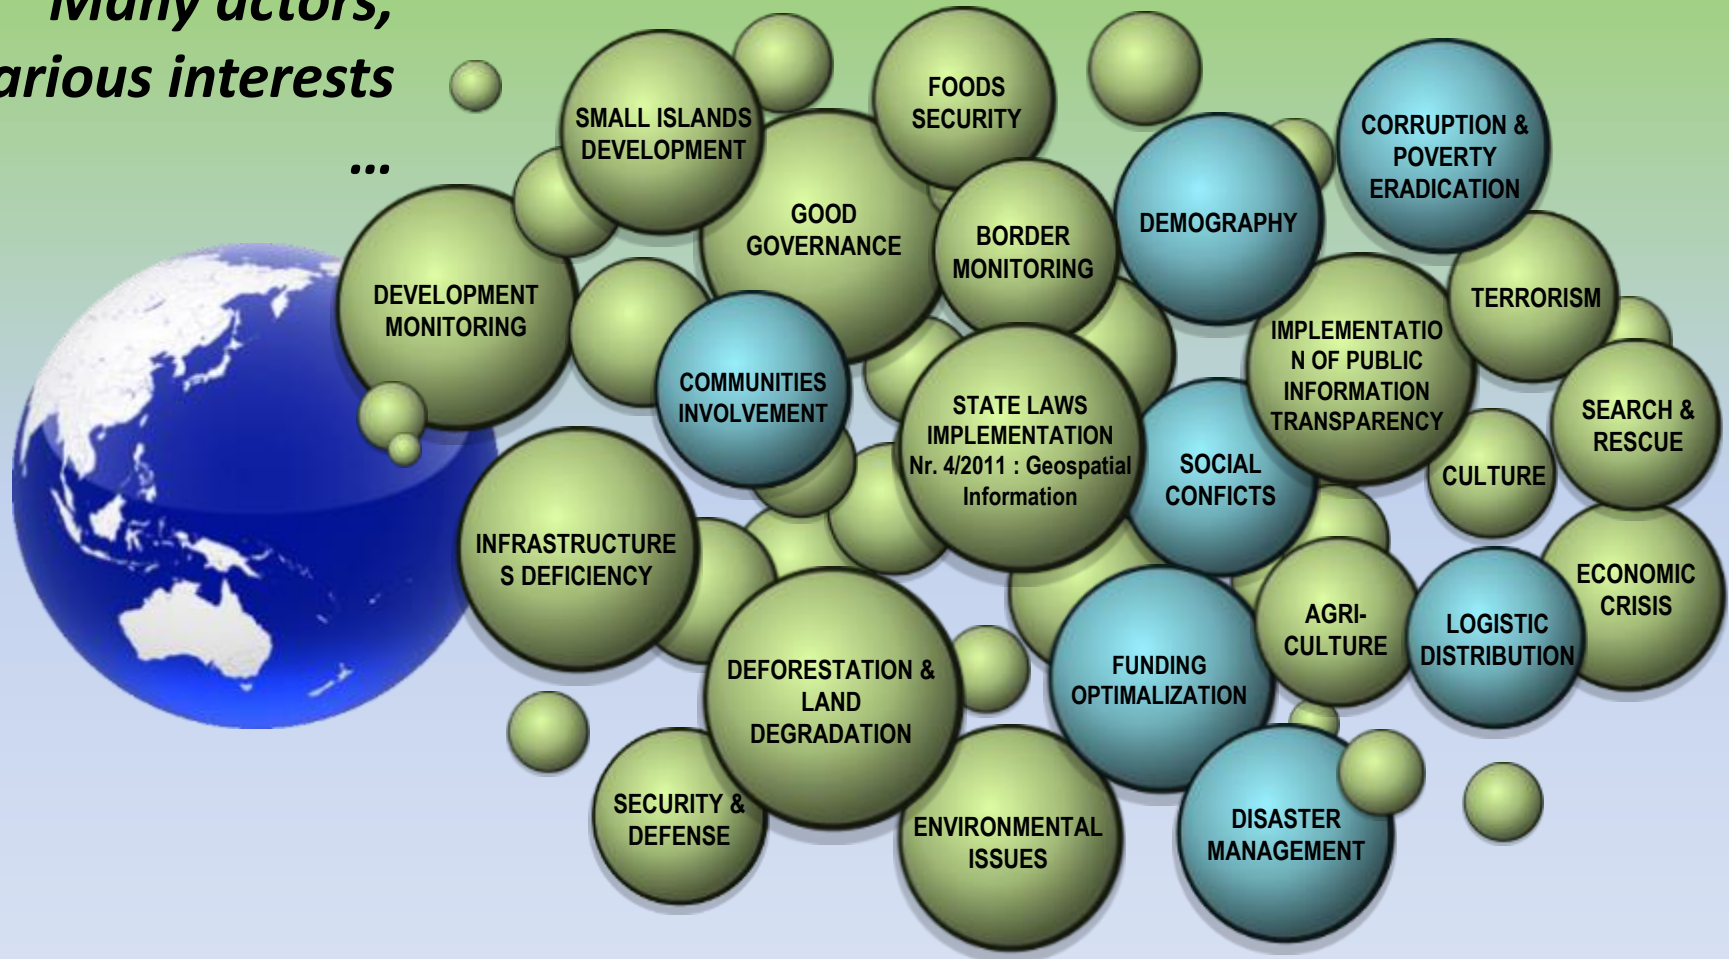 Many actors,
arious interests
...
SMALL ISLANDS
DEVELOPMENT
FOODS
SECURITY
CORRUPTION &
POVERTY
ERADICATION
GOOD
GOVERNANCE
BORDER
MONITORING
DEMOGRAPHY
DEVELOPMENT
MONITORING
TERRORISM
IMPLEMENTATIO
N OF PUBLIC
INFORMATION
TRANSPARENCY
COMMUNITIES
INVOLVEMENT
STATE LAWS
IMPLEMENTATION
Nr. 4/2011 : Geospatial
Information
SEARCH &
RESCUE
SOCIAL
CONFICTS
CULTURE
INFRASTRUCTURE
S DEFICIENCY
ECONOMIC
CRISIS
AGRI-
CULTURE
LOGISTIC
DISTRIBUTION
DEFORESTATION &
LAND
DEGRADATION
FUNDING
OPTIMALIZATION
SECURITY &
DEFENSE
ENVIRONMENTAL
ISSUES
DISASTER
MANAGEMENT